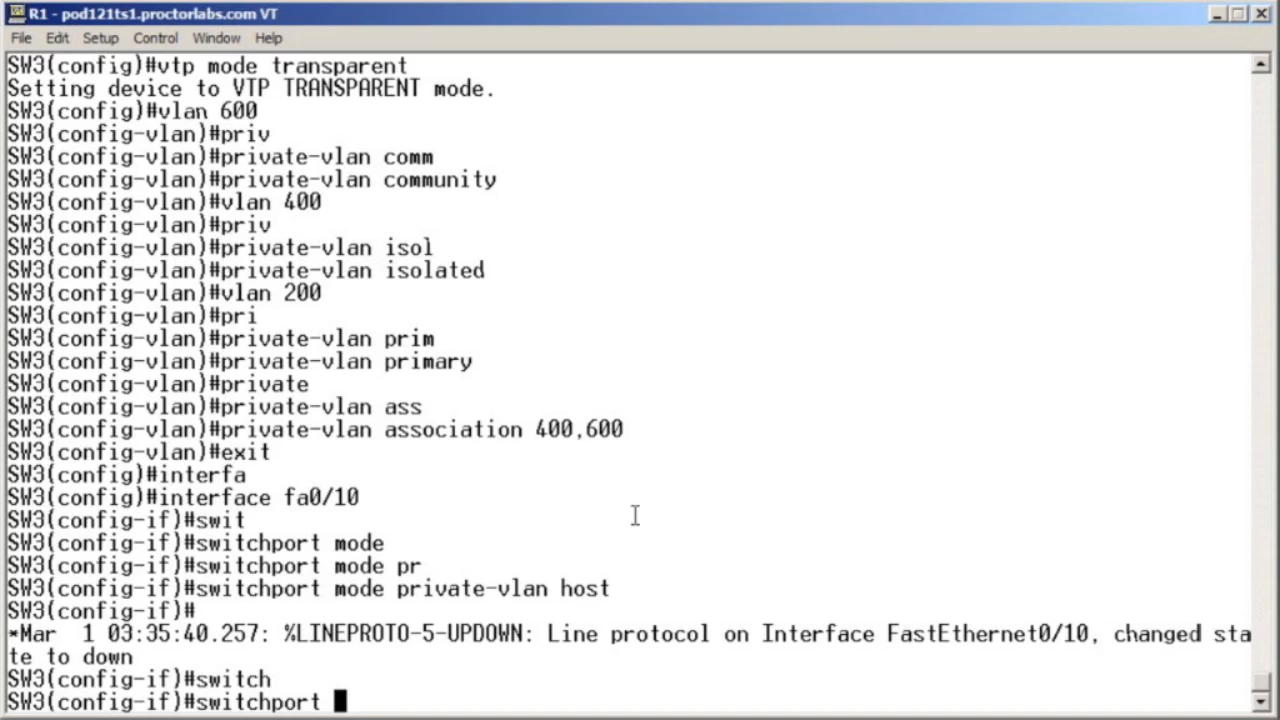 R1 - pod121ts1.proctorlabs.com VT
File Edit Setup Control Window Help
SW3(config)#vtp mode transparent
Setting device to VTP TRANSPARENT mode.
SW3(config)#vlan 600
SW3(config-vlan)#priv
SW3(config-vlan)#private-vlan comm
SW3(config-vlan)#private-vlan community
SW3(config-vlan)#vlan 400
SW3(config-vlan)#priv
SW3(config-vlan)#private-vlan isol
SW3(config-vlan)#private-vlan isolated
SW3(config-vlan)#vlan 200
SW3(config-vlan)#pri
SW3(config-vlan)#private-vlan prim
SW3(config-vlan)#private-vlan primary
SW3(config-vlan)#private
SW3(config-vlan)#private-vlan ass
SW3(config-vlan)#private-vlan association 400,600
SW3(config-vlan)#exit
SW3(config)#interfa
SW3(config)#interface fa0/10
SW3(config-if)#swit
SW3(config-if)#switchport mode
SW3(config-if)#switchport mode pr
SW3(config-if)#switchport mode private-vlan host
SW3(config-if)#
*Mar  1 03:35:40.257: %LINEPROTO-5-UPDOWN: Line protocol on Interface FastEthernet0/10, changed sta
te to down
SW3(config-if)#switch
SW3(config-if)#switchport